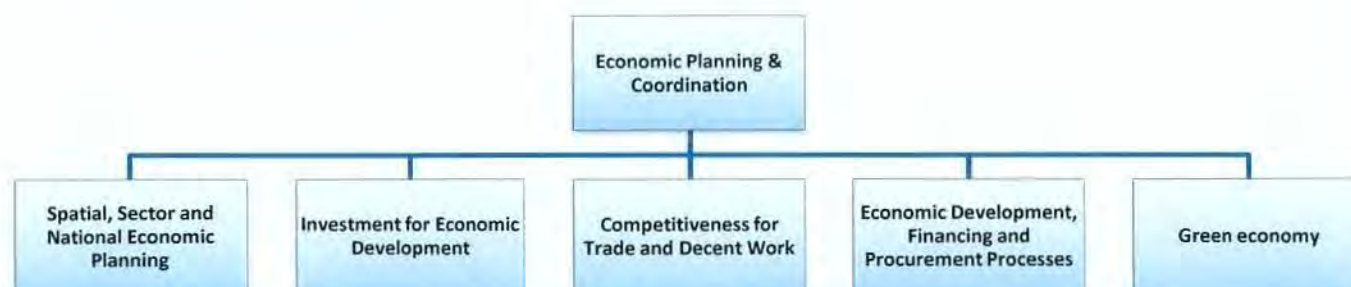 Economic Planning &
Coordination
Spatial, Sector and
National Economic
Planning
Investment for Economic
Development
Competitiveness for
Trade and Decent Work
Economic Development,
Financing and
Procurement Processes
Green economy